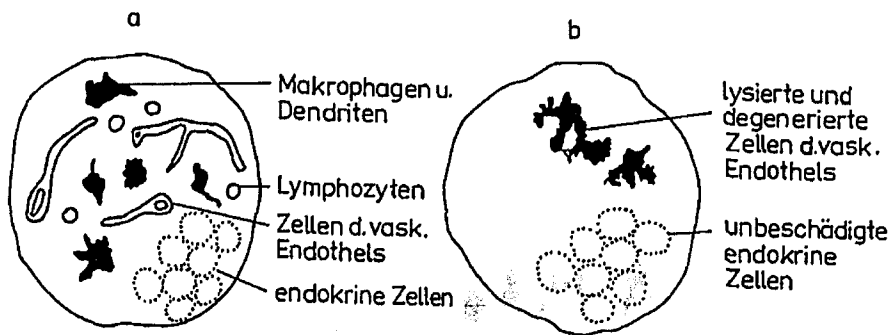 a
Makrophagen u.
Dendriten
Lymphozyten
Zellen d. vask.
Endothels
endokrine Zellen
b
lysierte und
degenerierte
Zellen d. vask.
Endothels
unbeschädigte
endokrine
Zellen